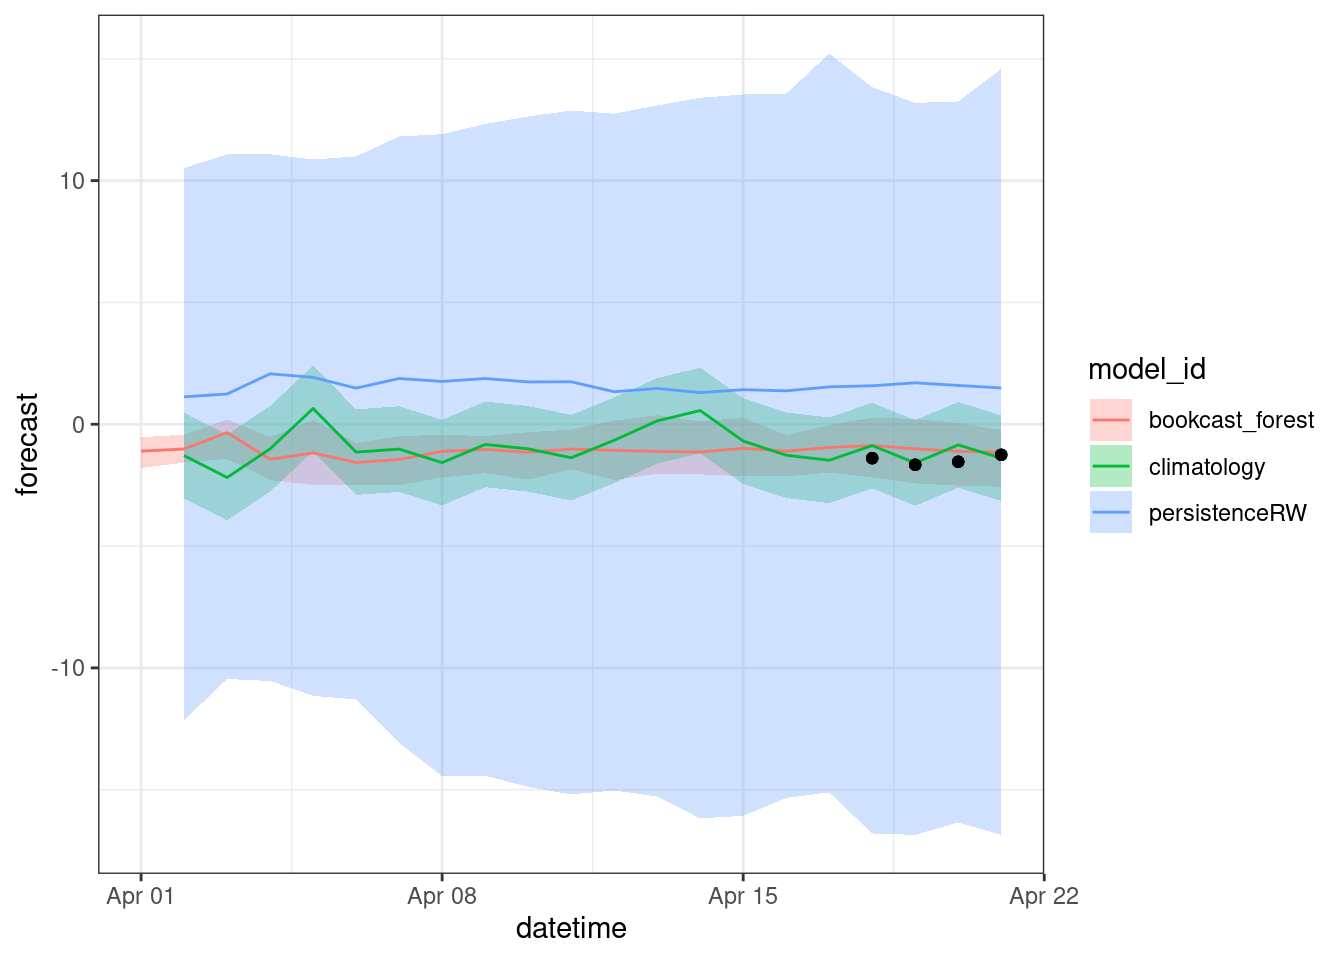 forecast
10
0
-10
Apr 01
Apr 08
Apr 15
Apr 22
datetime
model_id
bookcast_forest
climatology
persistenceRW